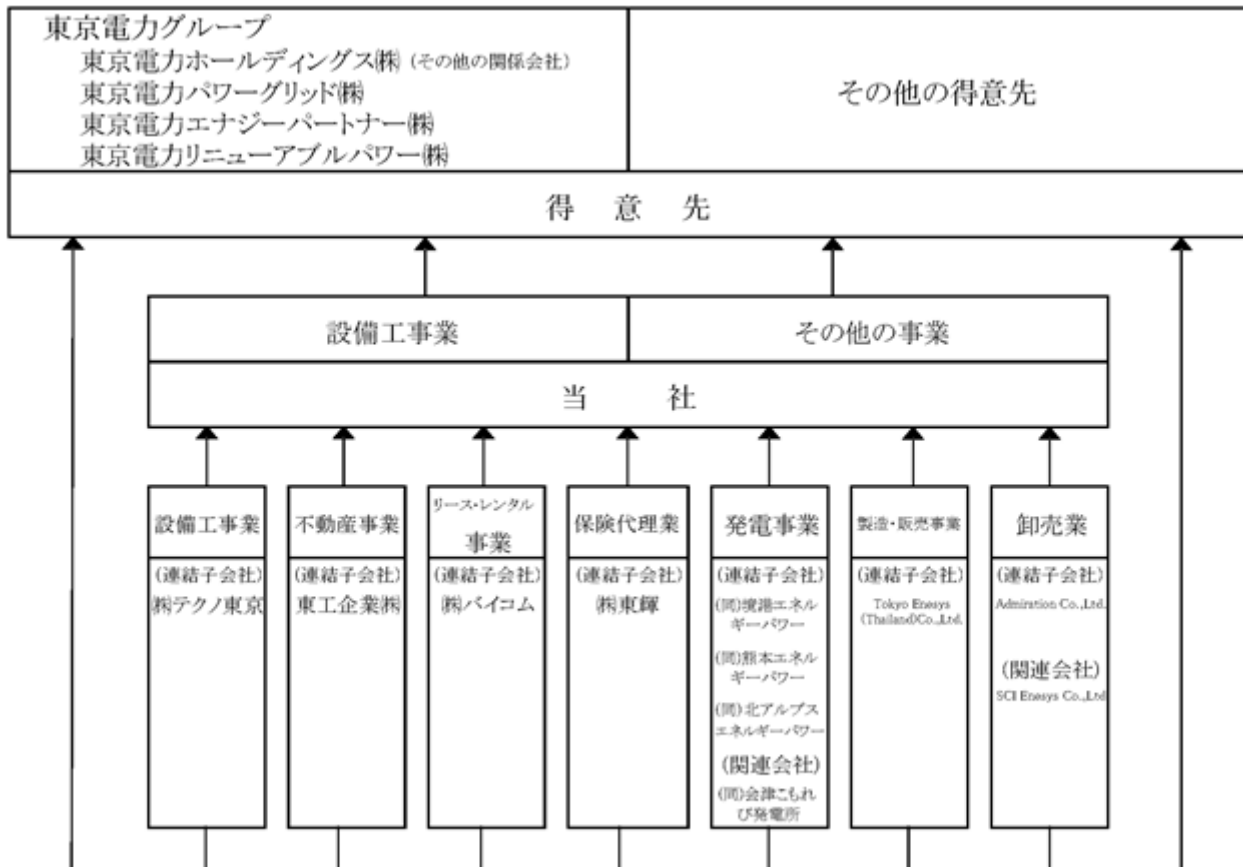 東京電力グループ
東京電力ホールディングス㈱ (その他の関係会社)
東京電力パワーグリッド㈱
東京電力エナジーパートナー㈱
東京電力リニューアブルパワー㈱
その他の得意先
得 意 先
設備工事業
その他の事業
当 社
設備工事業
(連結子会社)
㈱テクノ東京
不動産事業
(連結子会社)
東工企業㈱
リース・レンタル
事業
(連結子会社)
㈱バイコム
保険代理業
(連結子会社)
㈱東輝
発電事業
(連結子会社)
(同)境港エネル
ギーパワー
(同)熊本エネル
ギーパワー
(同)北アルプス
エネルギーパワー
(関連会社)
(同)会津こもれ
び発電所
製造・販売事業
(連結子会社)
Tokyo Enesys
(Thailand)Co.,Ltd.
卸売業
(連結子会社)
Admiration Co.,Ltd.
(関連会社)
SCI Enesys Co.,Ltd